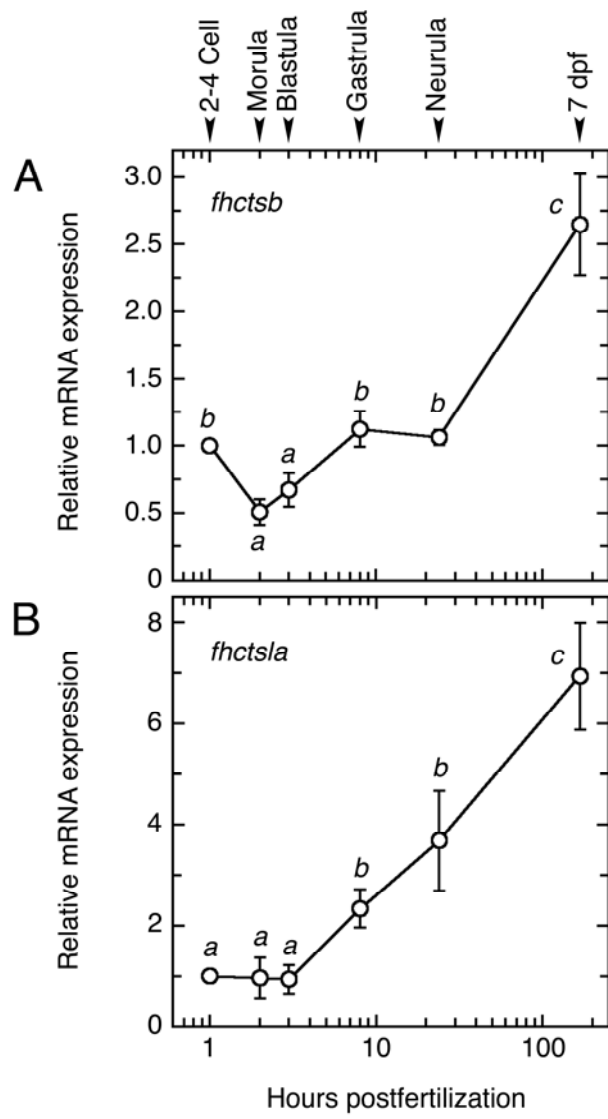 2-4 Cell
Morula
Blastula
Gastrula
Neurula
7 dpf
A
fhctsb
Relative mRNA expression
3.0
2.5
2.0
1.5
1.0
0.5
0
b
a
a
b
b
c
B
fhctsla
Relative mRNA expression
8
6
4
2
0
a
a
a
b
b
c
1
10
100
Hours postfertilization